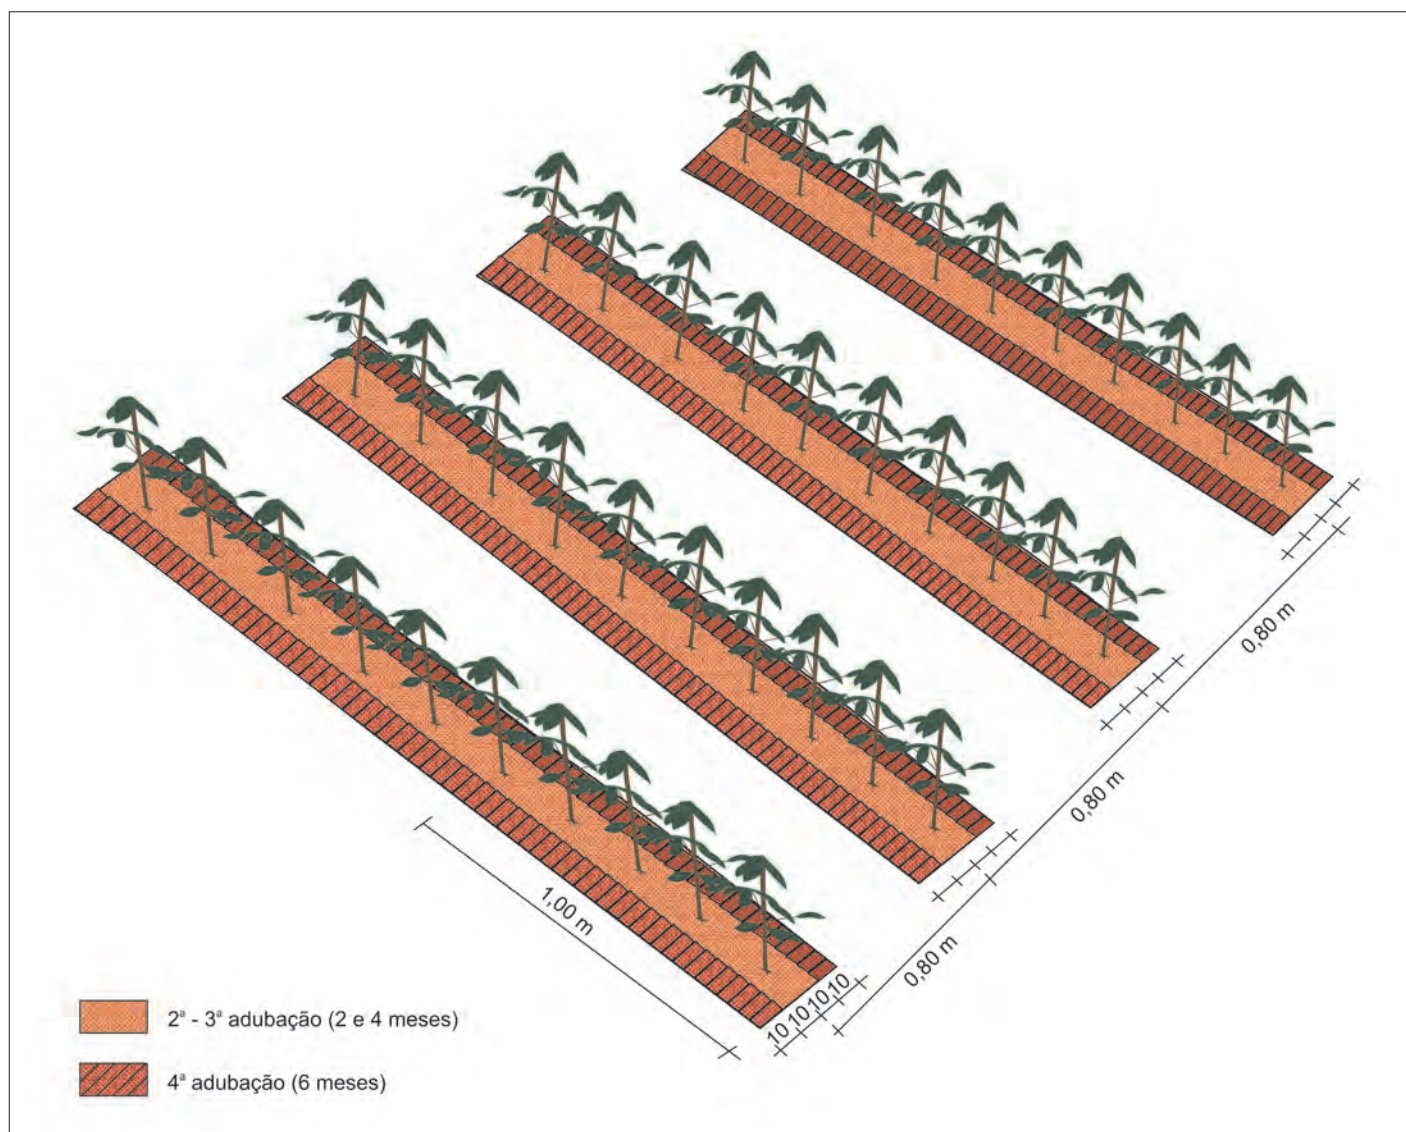 0,80 m
0,80 m
0,80 m
1,00 m
10 10 10 10
2ª - 3ª adubação (2 e 4 meses)
4ª adubação (6 meses)